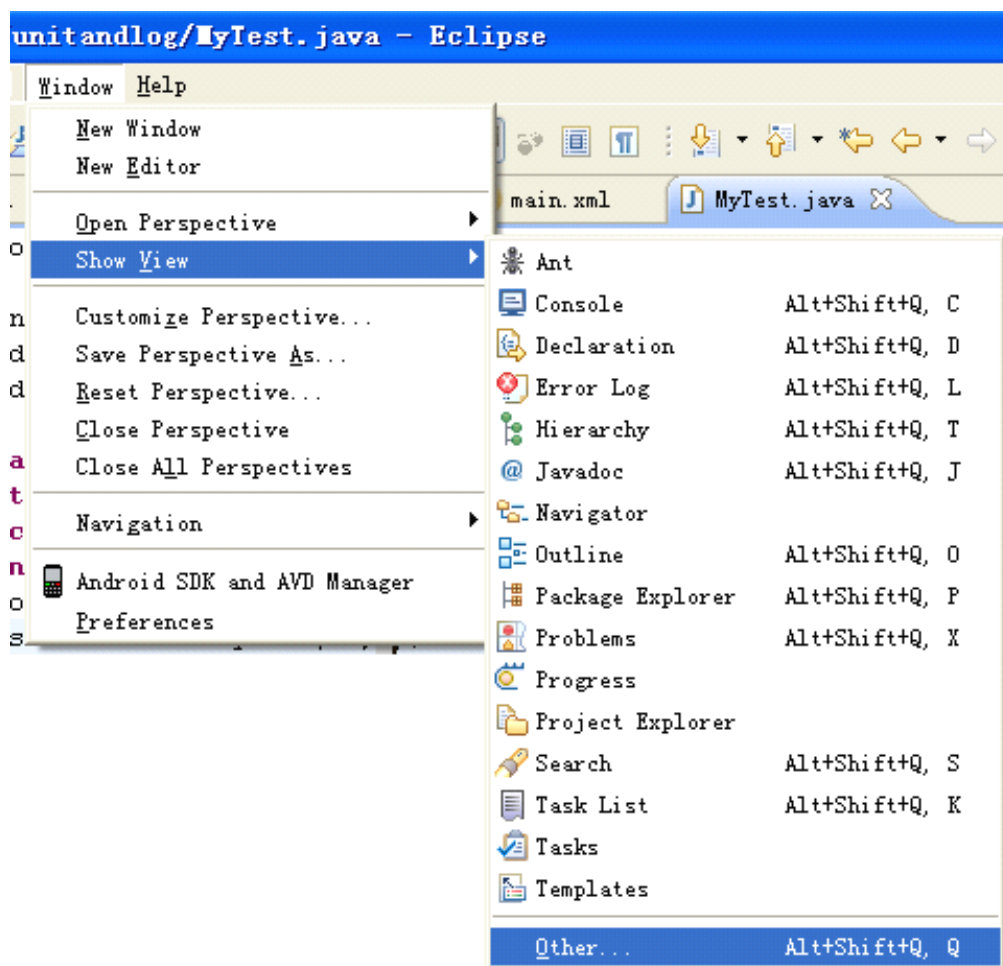 unitandlog/MyTest.java - Eclipse
Window Help
New Window
New Editor
main.xml MyTest.java
Open Perspective
Show View
Customize Perspective...
Save Perspective As...
Reset Perspective...
Close Perspective
Close All Perspectives
Navigation
Android SDK and AVD Manager
Preferences
Ant
Console Alt+Shift+Q, C
Declaration Alt+Shift+Q, D
Error Log Alt+Shift+Q, L
Hierarchy Alt+Shift+Q, T
Javadoc Alt+Shift+Q, J
Navigator
Outline Alt+Shift+Q, O
Package Explorer Alt+Shift+Q, P
Problems Alt+Shift+Q, X
Progress
Project Explorer
Search Alt+Shift+Q, S
Task List Alt+Shift+Q, K
Tasks
Templates
Other... Alt+Shift+Q, Q